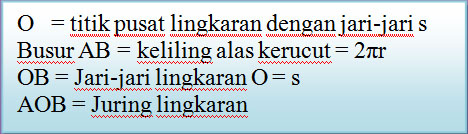 O = titik pusat lingkaran dengan jari-jari s
Busur AB = keliling alas kerucut = 2πr
OB = Jari-jari lingkaran O = s
AOB = Juring lingkaran